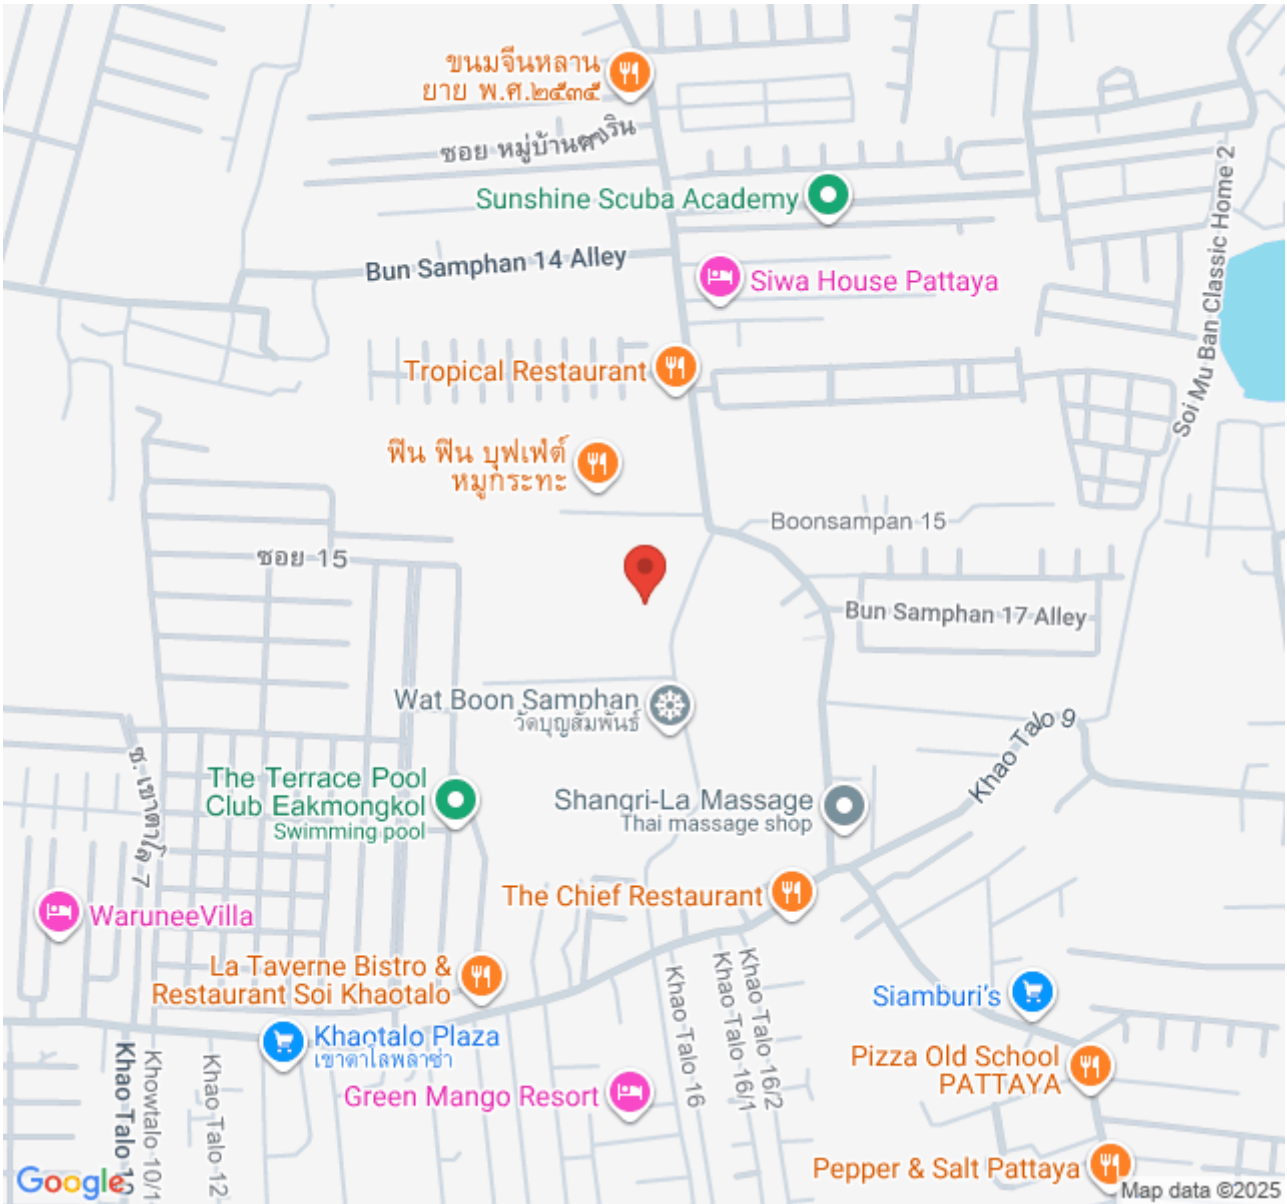 ขนมจีนหลาน
ยาย พ.ศ.๒๕๓๕
ซอย หมู่บ้านศุภริน
Sunshine Scuba Academy
Bun Samphan 14 Alley
Siwa House Pattaya
Soi Mu Ban Classic Home 2
Tropical Restaurant
ฟิน ฟิน บุฟเฟ่ต์
หมูกระทะ
Boonsampan 15
ซอย 15
Bun Samphan 17 Alley
Wat Boon Samphan
วัดบุญสัมพันธ์
Khao Talo 9
ซ. เขาตาโล 7
The Terrace Pool
Club Eakmongkol
Swimming pool
Shangri-La Massage
Thai massage shop
The Chief Restaurant
WaruneeVilla
La Taverne Bistro &
Restaurant Soi Khaotalo
Siamburi's
Khaotalo Plaza
เขาตาโลพลาซ่า
Khao Talo 16
Khao Talo 16/1
Khao Talo 16/2
Pizza Old School
PATTAYA
Green Mango Resort
Khao Talo 10
Khowtalo 10/1
Khao Talo 12
Pepper & Salt Pattaya
Google
Map data ©2025